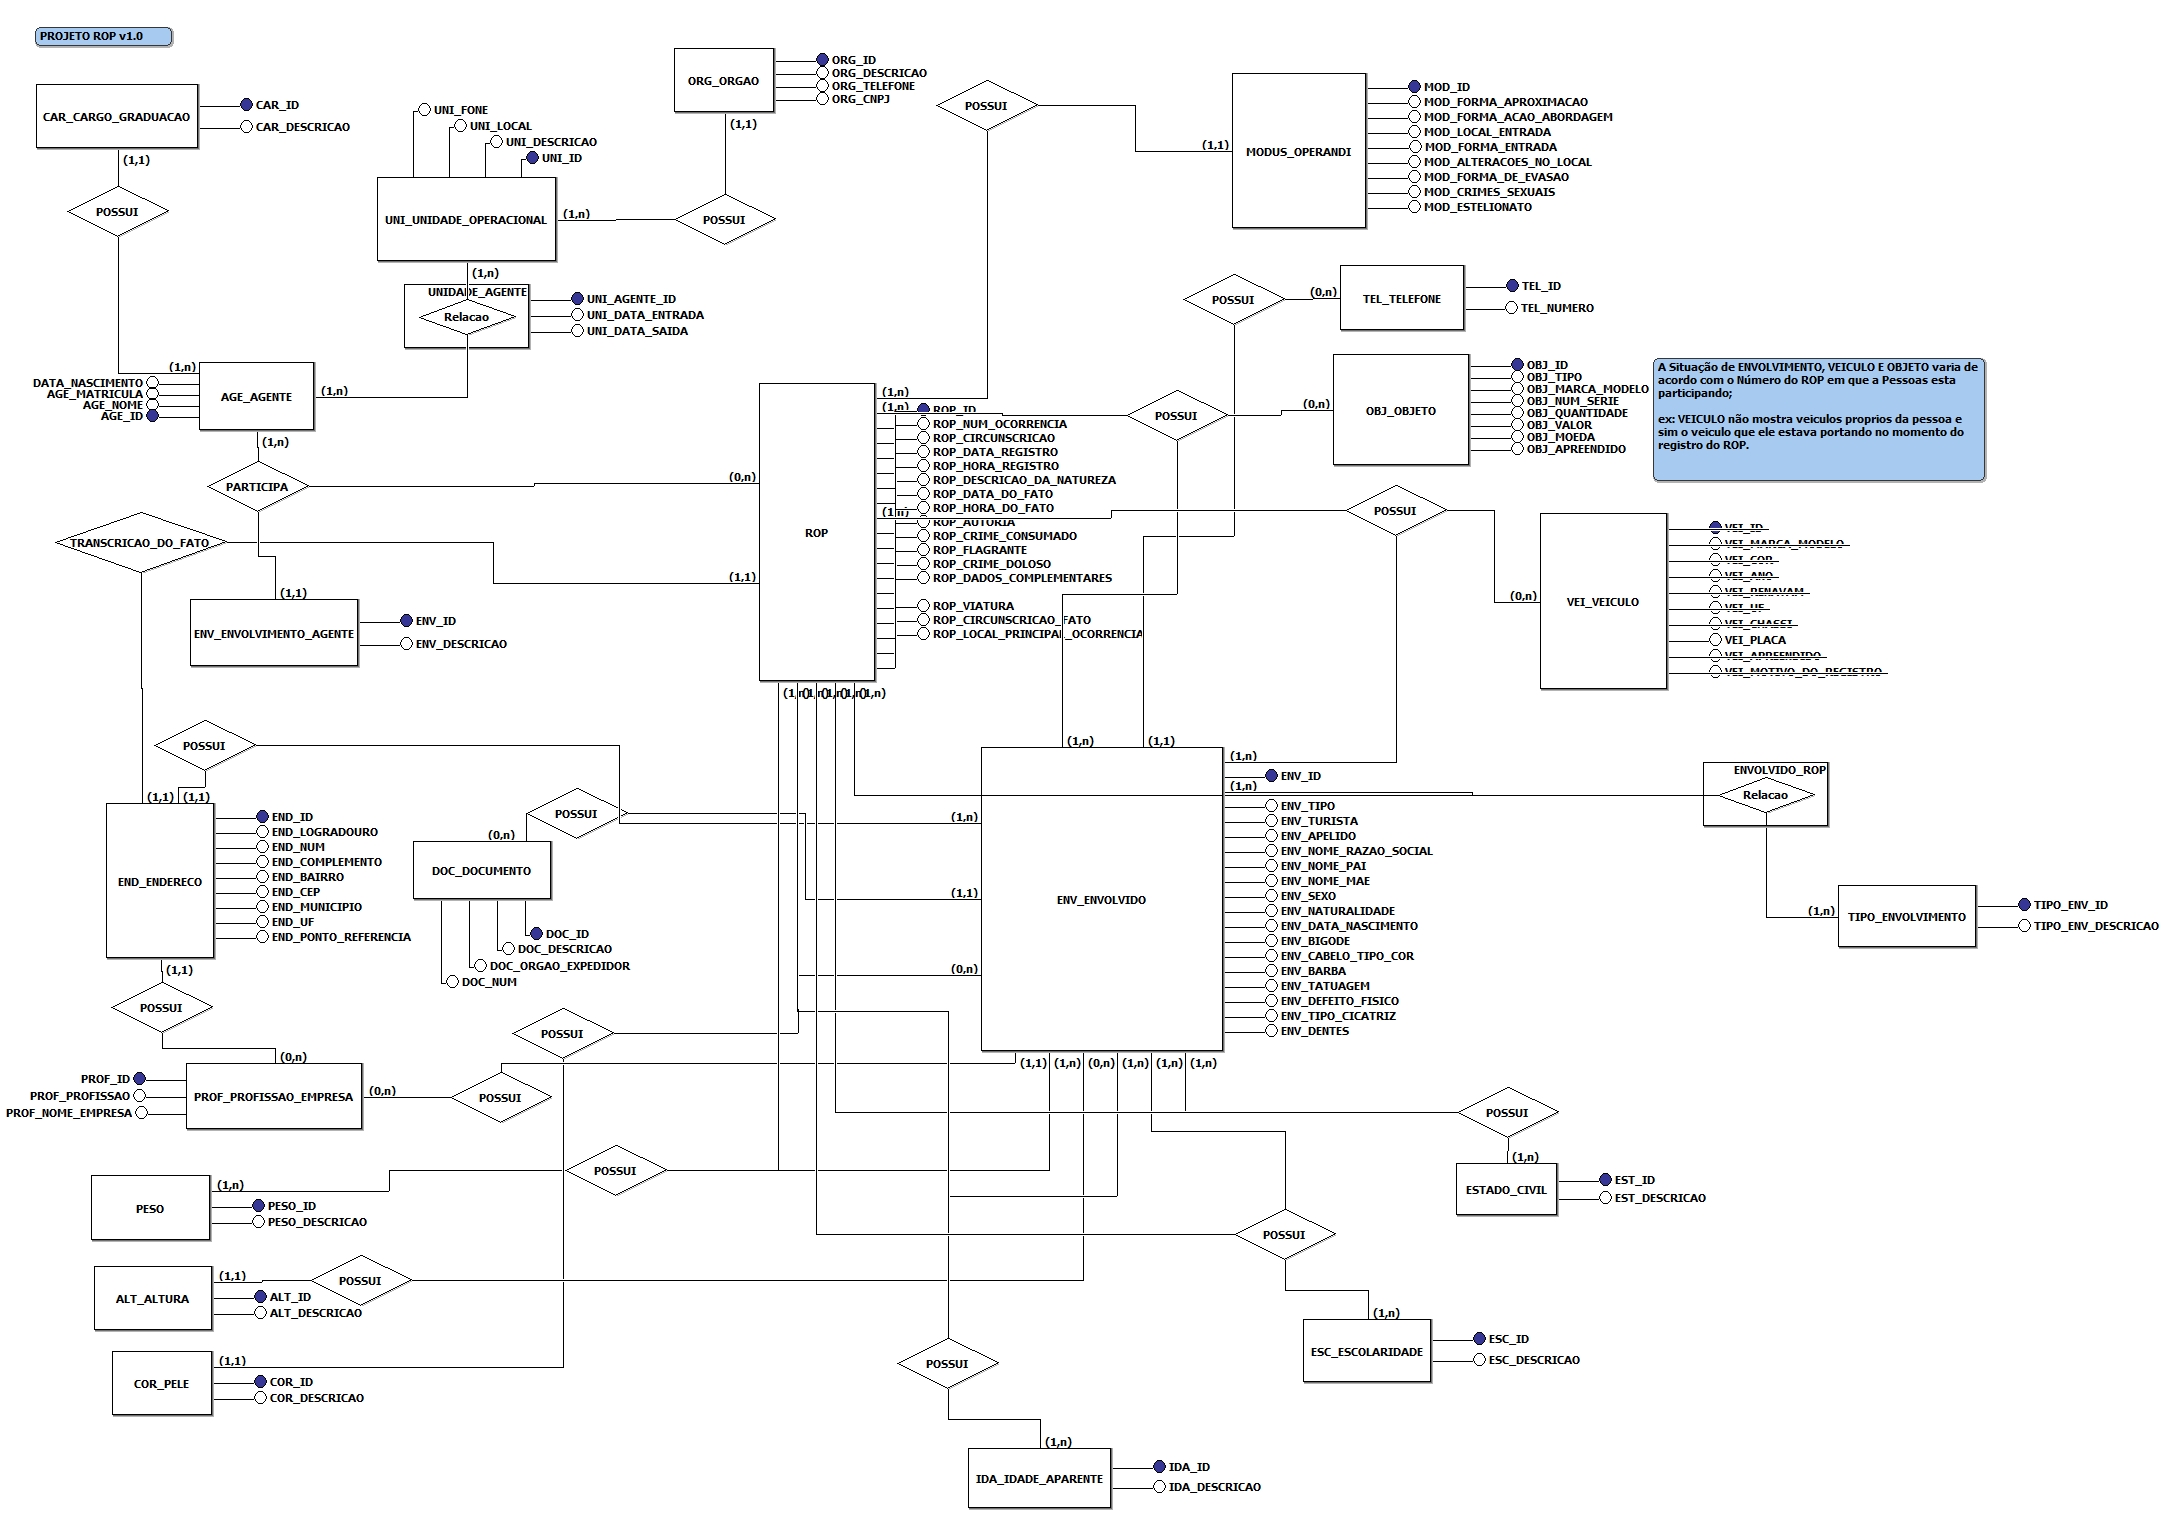 PROJETO ROP v1.0
CAR_CARGO_GRADUACAO
CAR_ID
CAR_DESCRICAO
(1,1)
POSSUI
UNI_FONE
UNI_LOCAL
UNI_DESCRICAO
UNI_ID
UNI_UNIDADE_OPERACIONAL
(1,n)
POSSUI
(1,1)
ORG_ORGAO
ORG_ID
ORG_DESCRICAO
ORG_TELEFONE
ORG_CNPJ
(1,n)
UNIDADE_AGENTE
Relacao
UNI_AGENTE_ID
UNI_DATA_ENTRADA
UNI_DATA_SAIDA
POSSUI
(1,1)
MODUS_OPERANDI
MOD_ID
MOD_FORMA_APROXIMACAO
MOD_FORMA_ACAO_ABORDAGEM
MOD_LOCAL_ENTRADA
MOD_FORMA_ENTRADA
MOD_ALTERACOES_NO_LOCAL
MOD_FORMA_DE_EVASAO
MOD_CRIMES_SEXUAIS
MOD_ESTELIONATO
POSSUI
(0,n)
TEL_TELEFONE
TEL_ID
TEL_NUMERO
(1,n)
DATA_NASCIMENTO
AGE_MATRICULA
AGE_NOME
AGE_ID
AGE_AGENTE
(1,n)
(1,n)
PARTICIPA
(0,n)
TRANSCRICAO_DO_FATO
(1,1)
(1,1)
ENV_ENVOLVIMENTO_AGENTE
ENV_ID
ENV_DESCRICAO
ROP
(1,n)
(1,n)
ROP_ID
ROP_NUM_OCORRENCIA
ROP_CIRCUNSCRICAO
ROP_DATA_REGISTRO
ROP_HORA_REGISTRO
ROP_DESCRICAO_DA_NATUREZA
ROP_DATA_DO_FATO
ROP_HORA_DO_FATO
(1,n)
ROP_AUTORIA
ROP_CRIME_CONSUMADO
ROP_FLAGRANTE
ROP_CRIME_DOLOSO
ROP_DADOS_COMPLEMENTARES
ROP_VIATURA
ROP_CIRCUNSCRICAO_FATO
ROP_LOCAL_PRINCIPAL_OCORRENCIA
(1,n)
(1,n)
(1,n)
(1,n)
(1,n)
POSSUI
(0,n)
OBJ_OBJETO
OBJ_ID
OBJ_TIPO
OBJ_MARCA_MODELO
OBJ_NUM_SERIE
OBJ_QUANTIDADE
OBJ_VALOR
OBJ_MOEDA
OBJ_APREENDIDO
A Situação de ENVOLVIMENTO, VEICULO E OBJETO varia de
acordo com o Número do ROP em que a Pessoas esta
participando;
ex: VEICULO não mostra veiculos proprios da pessoa e
sim o veiculo que ele estava portando no momento do
registro do ROP.
POSSUI
(0,n)
VEI_VEICULO
VEI_ID
VEI_MARCA_MODELO
VEI_COR
VEI_ANO
VEI_RENAVAM
VEI_UF
VEI_CHASSI
VEI_PLACA
VEI_APREENDIDO
VEI_MOTIVO_DO_REGISTRO
POSSUI
(1,1)
(1,1)
END_ENDERECO
END_ID
END_LOGRADOURO
END_NUM
END_COMPLEMENTO
END_BAIRRO
END_CEP
END_MUNICIPIO
END_UF
END_PONTO_REFERENCIA
(1,1)
POSSUI
(0,n)
POSSUI
(0,n)
DOC_DOCUMENTO
DOC_ID
DOC_DESCRICAO
DOC_ORGAO_EXPEDIDOR
DOC_NUM
(1,n)
(1,1)
(1,n)
(1,n)
(1,1)
(0,n)
ENV_ENVOLVIDO
(1,n)
ENV_ID
ENV_TIPO
ENV_TURISTA
ENV_APELIDO
ENV_NOME_RAZAO_SOCIAL
ENV_NOME_PAI
ENV_NOME_MAE
ENV_SEXO
ENV_NATURALIDADE
ENV_DATA_NASCIMENTO
ENV_BIGODE
ENV_CABELO_TIPO_COR
ENV_BARBA
ENV_TATUAGEM
ENV_DEFEITO_FISICO
ENV_TIPO_CICATRIZ
ENV_DENTES
(1,n)
ENVOLVIDO_ROP
Relacao
(1,n)
TIPO_ENVOLVIMENTO
TIPO_ENV_ID
TIPO_ENV_DESCRICAO
(1,1)
(1,n)
(0,n)
(1,n)
(1,n)
(1,n)
POSSUI
PROF_ID
PROF_PROFISSAO
PROF_NOME_EMPRESA
PROF_PROFISSAO_EMPRESA
(0,n)
POSSUI
POSSUI
(1,n)
ESTADO_CIVIL
EST_ID
EST_DESCRICAO
PESO
(1,n)
PESO_ID
PESO_DESCRICAO
POSSUI
ALT_ALTURA
(1,1)
ALT_ID
ALT_DESCRICAO
POSSUI
POSSUI
(1,n)
ESC_ESCOLARIDADE
ESC_ID
ESC_DESCRICAO
COR_PELE
(1,1)
COR_ID
COR_DESCRICAO
POSSUI
(1,n)
IDA_IDADE_APARENTE
IDA_ID
IDA_DESCRICAO